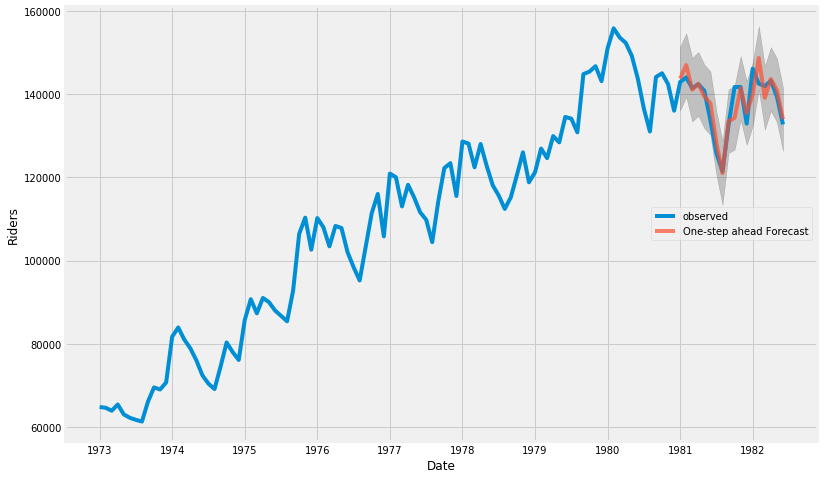 160000
140000
120000
100000
80000
60000
Riders
observed
One-step ahead Forecast
1973 1974 1975 1976 1977 1978 1979 1980 1981 1982
Date